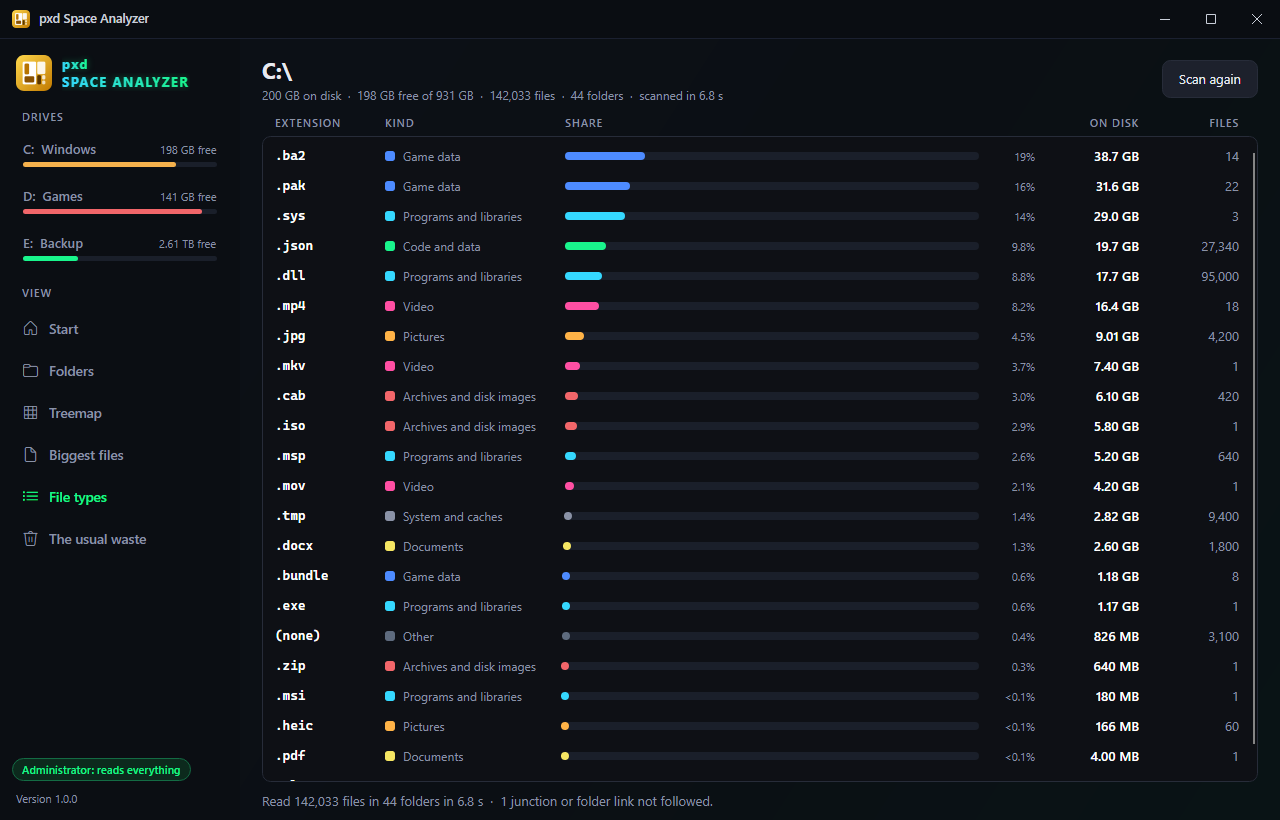 pxd Space Analyzer
pxd
SPACE ANALYZER
DRIVES
C: Windows 198 GB free
D: Games 141 GB free
E: Backup 2.61 TB free
VIEW
Start
Folders
Treemap
Biggest files
File types
The usual waste
Administrator: reads everything
Version 1.0.0
C:\
200 GB on disk · 198 GB free of 931 GB · 142,033 files · 44 folders · scanned in 6.8 s
Scan again
EXTENSION KIND SHARE ON DISK FILES
.ba2 Game data 19% 38.7 GB 14
.pak Game data 16% 31.6 GB 22
.sys Programs and libraries 14% 29.0 GB 3
.json Code and data 9.8% 19.7 GB 27,340
.dll Programs and libraries 8.8% 17.7 GB 95,000
.mp4 Video 8.2% 16.4 GB 18
.jpg Pictures 4.5% 9.01 GB 4,200
.mkv Video 3.7% 7.40 GB 1
.cab Archives and disk images 3.0% 6.10 GB 420
.iso Archives and disk images 2.9% 5.80 GB 1
.msp Programs and libraries 2.6% 5.20 GB 640
.mov Video 2.1% 4.20 GB 1
.tmp System and caches 1.4% 2.82 GB 9,400
.docx Documents 1.3% 2.60 GB 1,800
.bundle Game data 0.6% 1.18 GB 8
.exe Programs and libraries 0.6% 1.17 GB 1
(none) Other 0.4% 826 MB 3,100
.zip Archives and disk images 0.3% 640 MB 1
.msi Programs and libraries <0.1% 180 MB 1
.heic Pictures <0.1% 166 MB 60
.pdf Documents <0.1% 4.00 MB 1
Read 142,033 files in 44 folders in 6.8 s · 1 junction or folder link not followed.